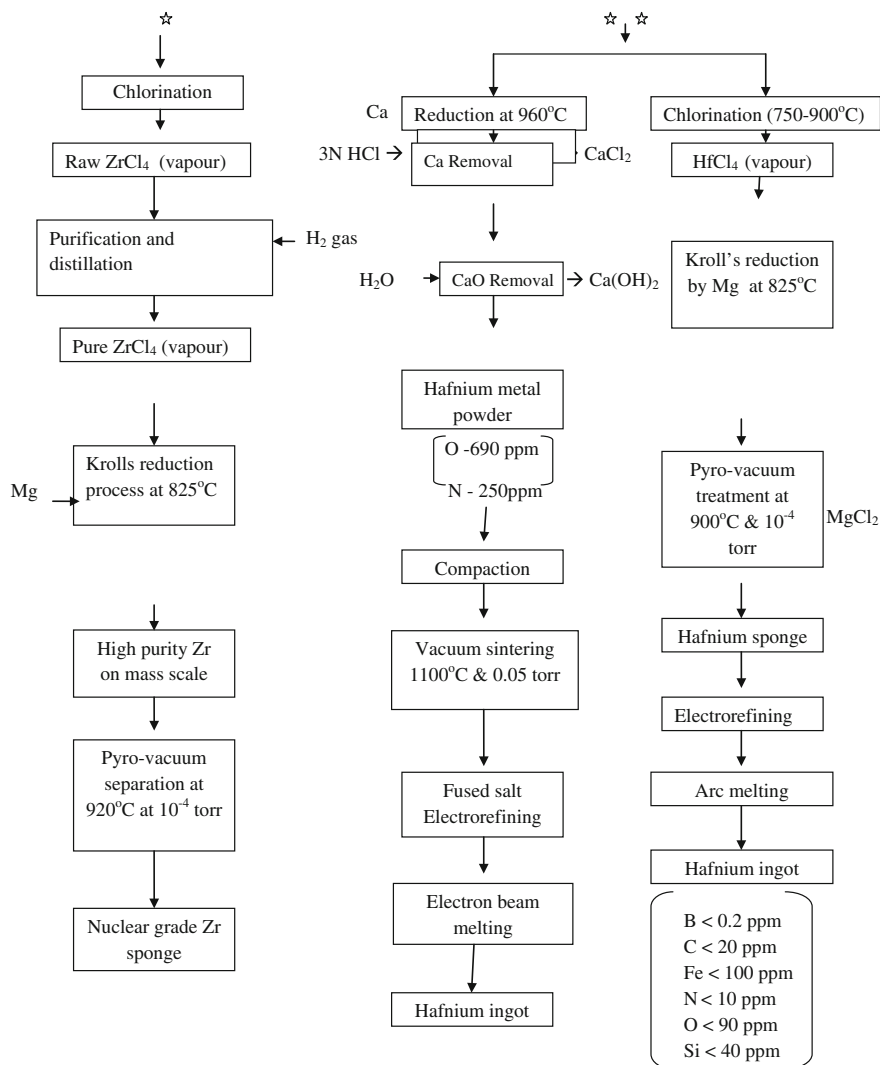 Chlorination
Raw ZrCl4 (vapour)
Purification and
distillation
H2 gas
Pure ZrCl4 (vapour)
Krolls reduction
process at 825°C
Mg
High purity Zr
on mass scale
Pyro-vacuum
separation at
920°C at 10-4 torr
Nuclear grade Zr
sponge
Ca
Reduction at 960°C
3N HCl
Ca Removal
CaCl2
H2O
CaO Removal
Ca(OH)2
Hafnium metal
powder
O -690 ppm
N - 250ppm
Compaction
Vacuum sintering
1100°C & 0.05 torr
Fused salt
Electrorefining
Electron beam
melting
Hafnium ingot
Chlorination (750-900°C)
HfCl4 (vapour)
Kroll's reduction
by Mg at 825°C
Pyro-vacuum
treatment at
900°C & 10-4
torr
MgCl2
Hafnium sponge
Electrorefining
Arc melting
Hafnium ingot
B < 0.2 ppm
C < 20 ppm
Fe < 100 ppm
N < 10 ppm
O < 90 ppm
Si < 40 ppm